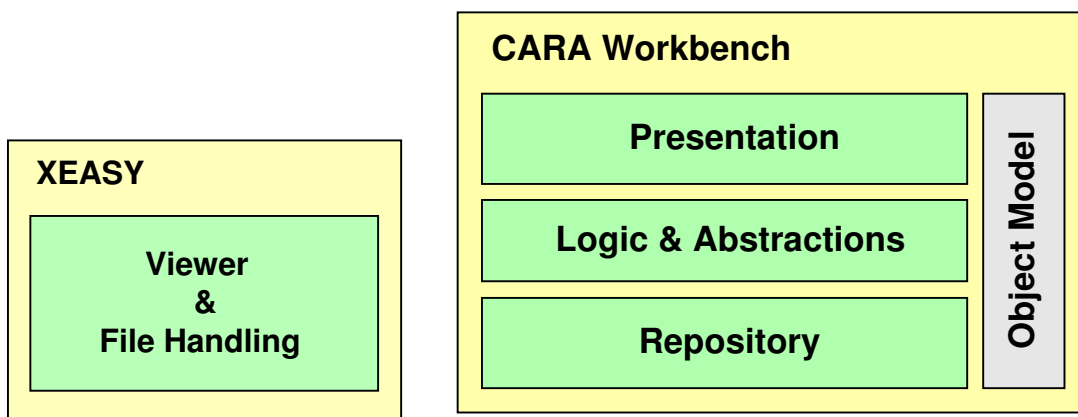 XEASY
Viewer
&
File Handling
CARA Workbench
Presentation
Logic & Abstractions
Repository
Object Model